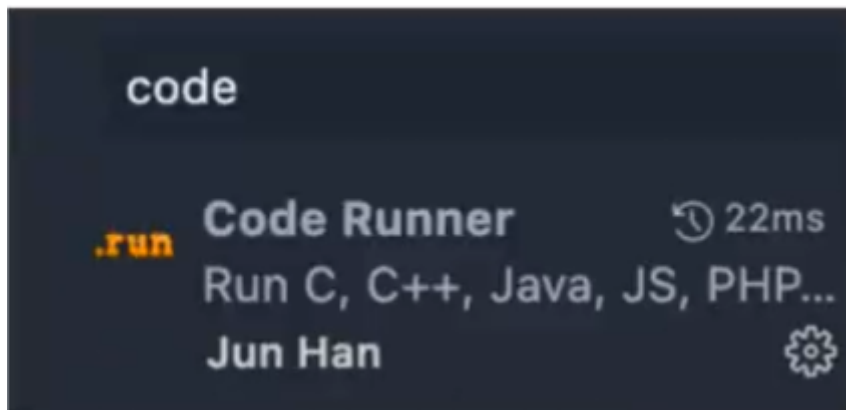 code
.run Code Runner 22ms
Run C, C++, Java, JS, PHP...
Jun Han